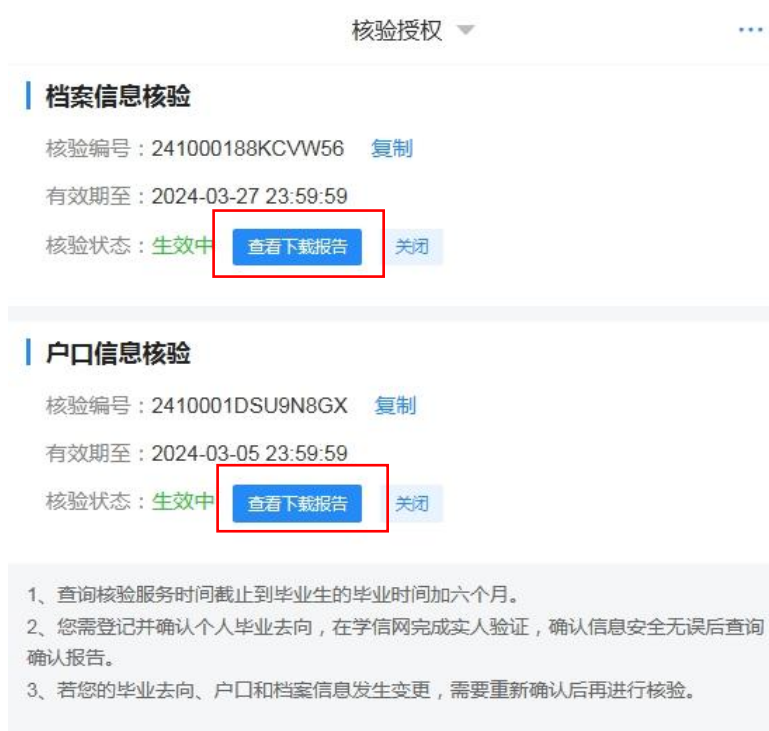 核验授权
档案信息核验
核验编号：241000188KCVW56 复制
有效期至：2024-03-27 23:59:59
核验状态：生效中 查看下载报告 关闭
户口信息核验
核验编号：2410001DSU9N8GX 复制
有效期至：2024-03-05 23:59:59
核验状态：生效中 查看下载报告 关闭
1、查询核验服务时间截止到毕业生的毕业时间加六个月。
2、您需登记并确认个人毕业去向，在学信网完成实人验证，确认信息安全无误后查询
确认报告。
3、若您的毕业去向、户口和档案信息发生变更，需要重新确认后再进行核验。